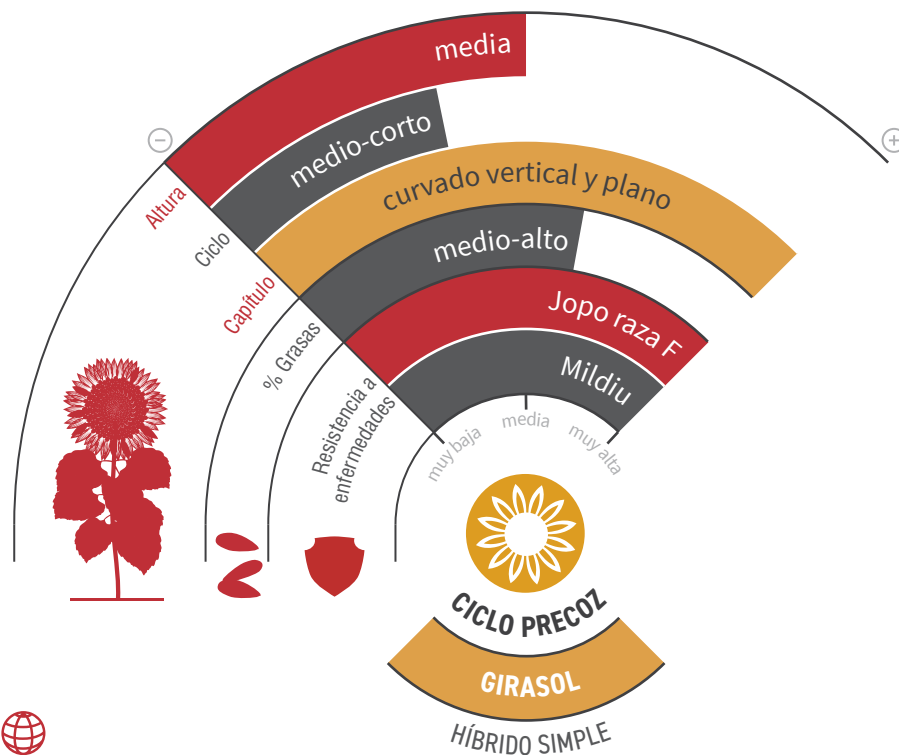 media
medio-corto
curvado vertical y plano
medio-alto
Jopo raza F
Mildiu
−
+
Altura
Ciclo
Capítulo
% Grasas
Resistencia a
enfermedades
muy baja
media
muy alta
CICLO PRECOZ
GIRASOL
HÍBRIDO SIMPLE